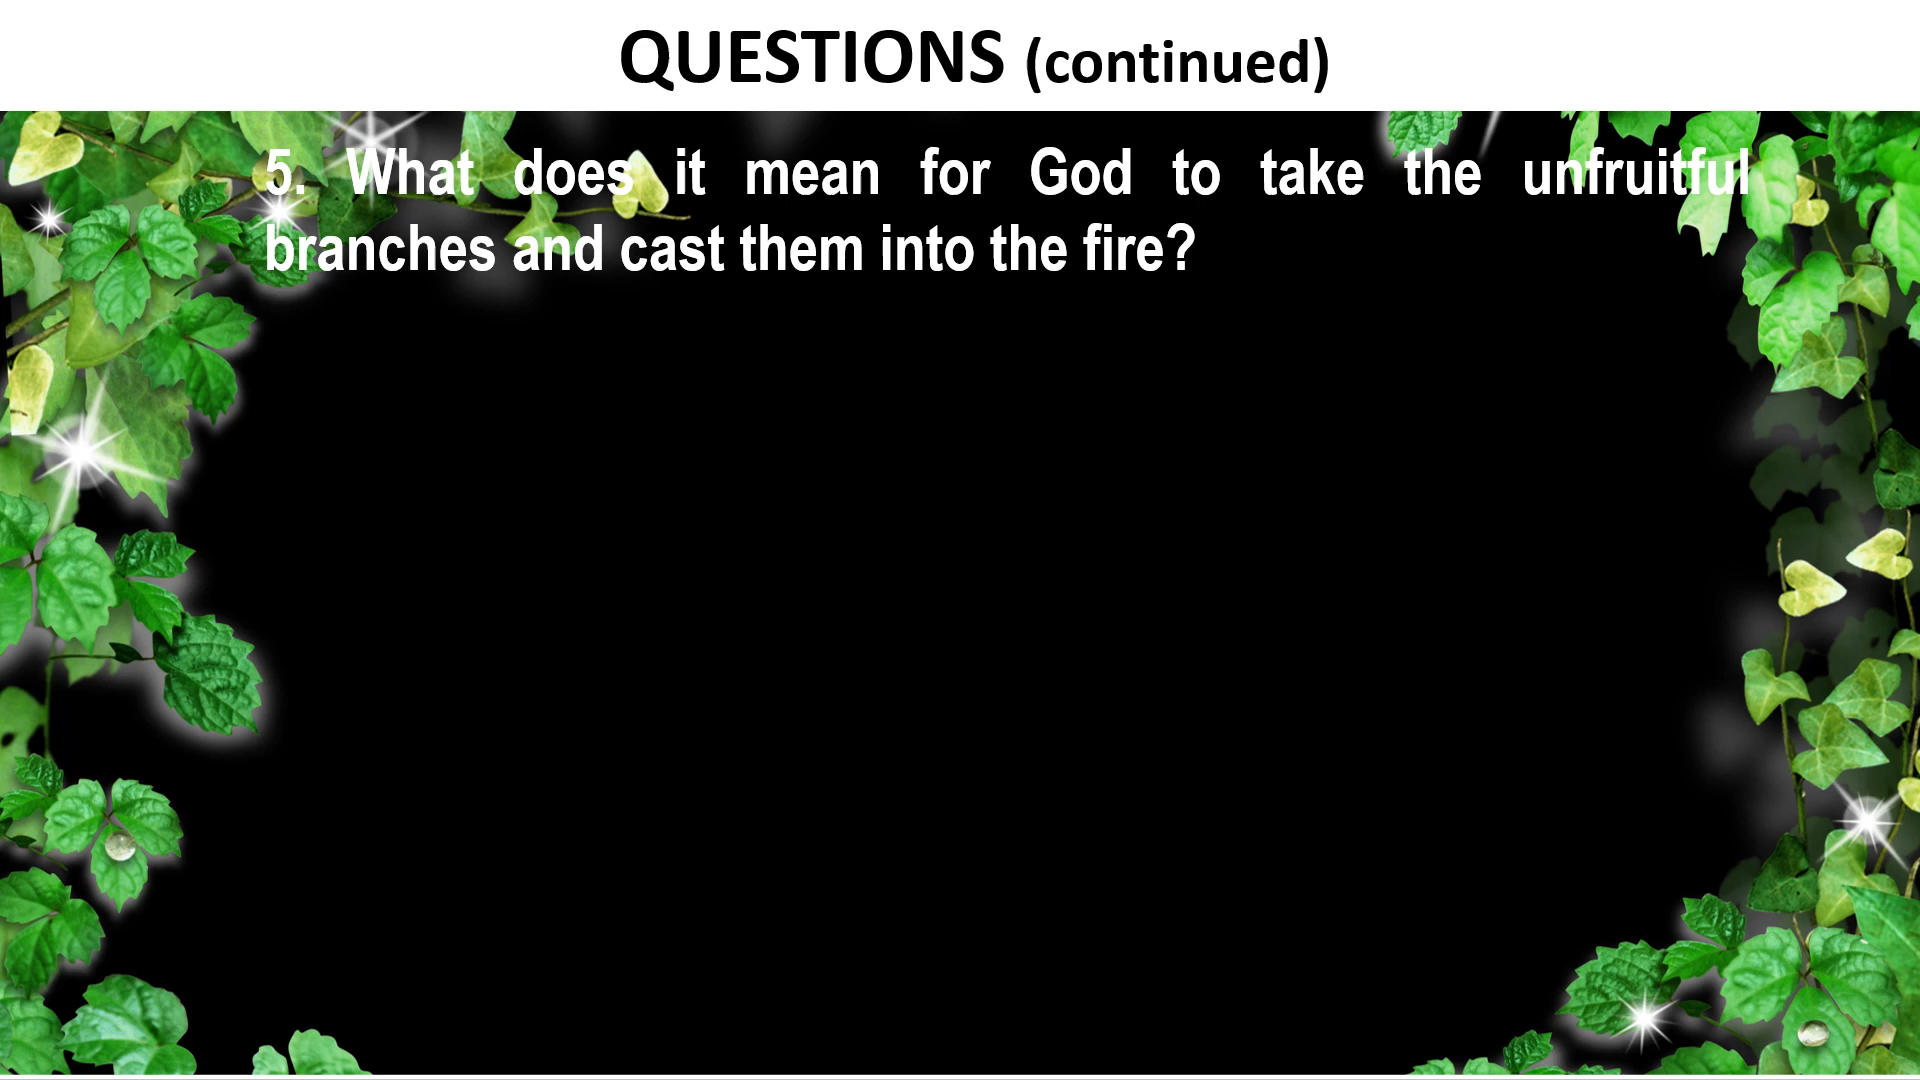 QUESTIONS (continued)
5. What does it mean for God to take the unfruitful
branches and cast them into the fire?